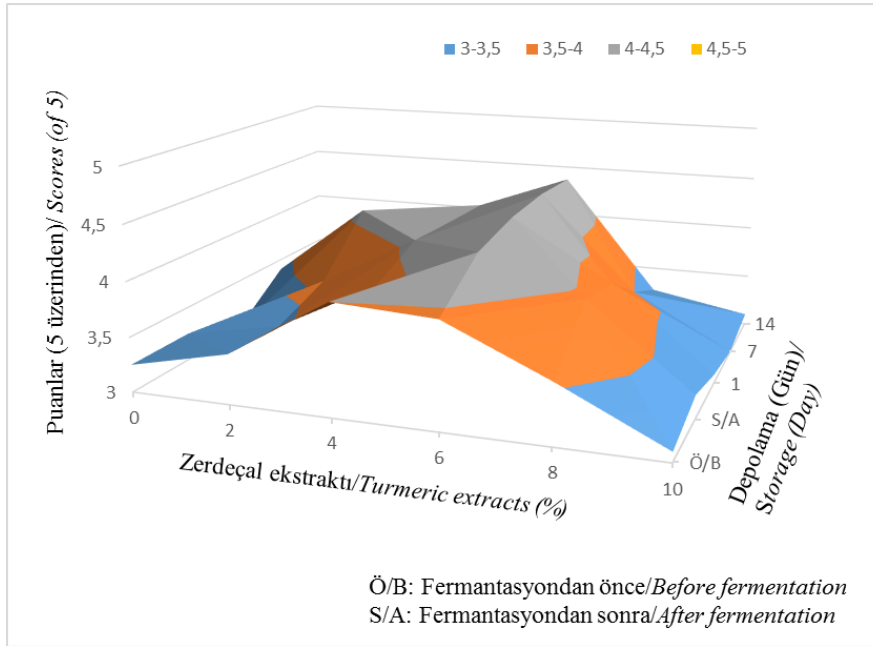 3-3,5 3,5-4 4-4,5 4,5-5
Puanlar (5 üzerinden)/ Scores (of 5)
5
4,5
4
3,5
3
0
2
4
6
8
10
Zerdeçal ekstraktı/Turmeric extracts (%)
14
7
1
S/A
Ö/B
Depolama (Gün)/
Storage (Day)
Ö/B: Fermantasyondan önce/Before fermentation
S/A: Fermantasyondan sonra/After fermentation